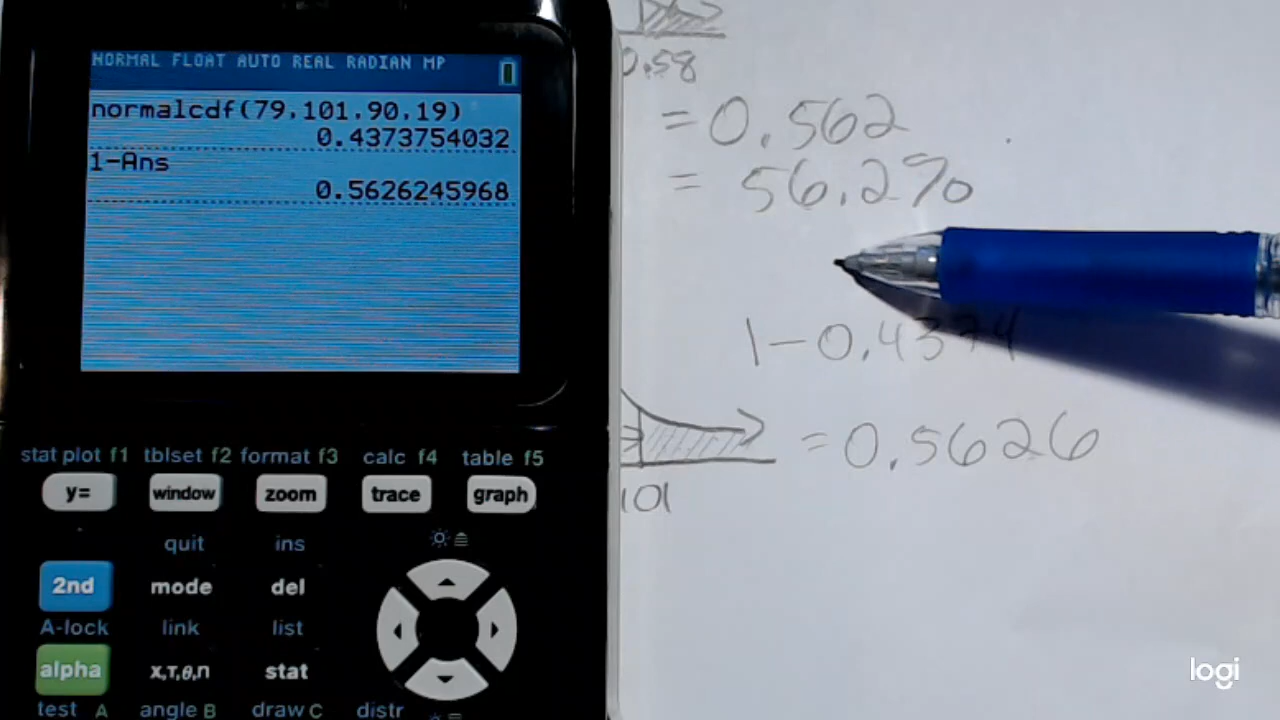 NORMAL FLOAT AUTO REAL RADIAN MP
normalcdf(79,101,90,19)
0.4373754032
1-Ans
0.5626245968
0.58
= 0.562
= 56.2%
1-0.4374
= 0.5626
101
stat plot f1 tblset f2 format f3 calc f4 table f5
y= window zoom trace graph
quit ins
2nd mode del
A-lock link list
alpha X,T,θ,n stat
test A angle B draw C distr
logi